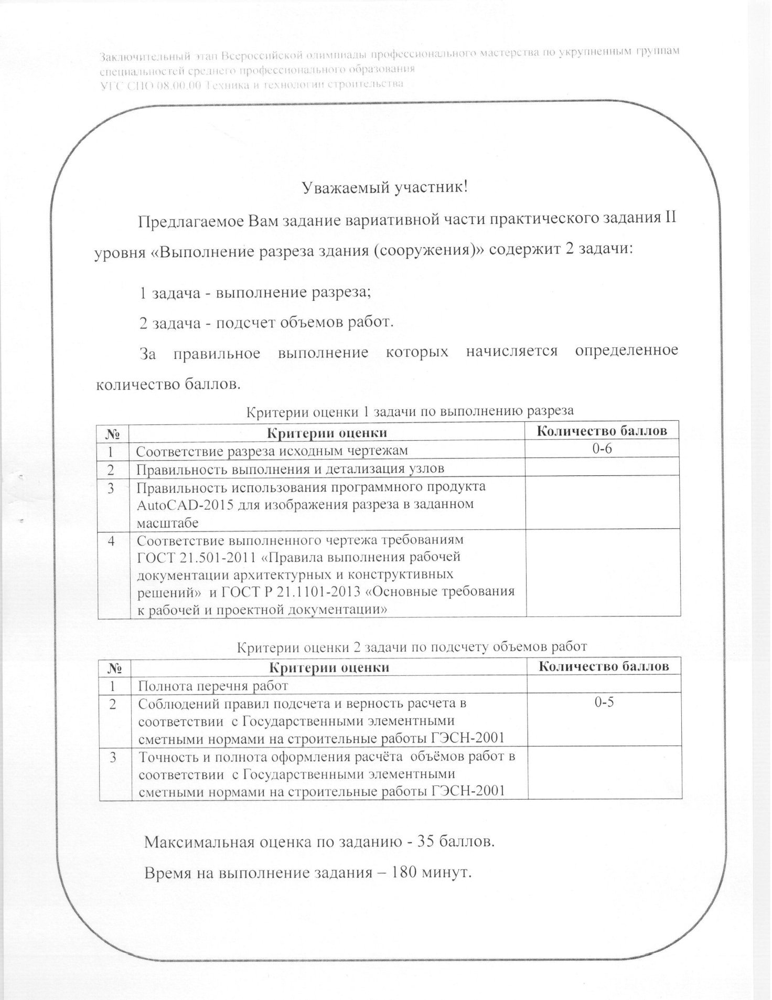 Заключительный этап Всероссийской олимпиады профессионального мастерства по укрупненным группам
специальностей среднего профессионального образования
УГС СПО 08.00.00 Техника и технологии строительства
Уважаемый участник!
Предлагаемое Вам задание вариативной части практического задания II
уровня «Выполнение разреза здания (сооружения)» содержит 2 задачи:
1 задача - выполнение разреза;
2 задача - подсчет объемов работ.
За правильное выполнение которых начисляется определенное
количество баллов.
Критерии оценки 1 задачи по выполнению разреза
№ Критерии оценки Количество баллов
1 Соответствие разреза исходным чертежам 0-6
2 Правильность выполнения и детализация узлов
3 Правильность использования программного продукта
AutoCAD-2015 для изображения разреза в заданном
масштабе
4 Соответствие выполненного чертежа требованиям
ГОСТ 21.501-2011 «Правила выполнения рабочей
документации архитектурных и конструктивных
решений» и ГОСТ Р 21.1101-2013 «Основные требования
к рабочей и проектной документации»
Критерии оценки 2 задачи по подсчету объемов работ
№ Критерии оценки Количество баллов
1 Полнота перечня работ
2 Соблюдений правил подсчета и верность расчета в 0-5
соответствии с Государственными элементными
сметными нормами на строительные работы ГЭСН-2001
3 Точность и полнота оформления расчёта объёмов работ в
соответствии с Государственными элементными
сметными нормами на строительные работы ГЭСН-2001
Максимальная оценка по заданию - 35 баллов.
Время на выполнение задания – 180 минут.